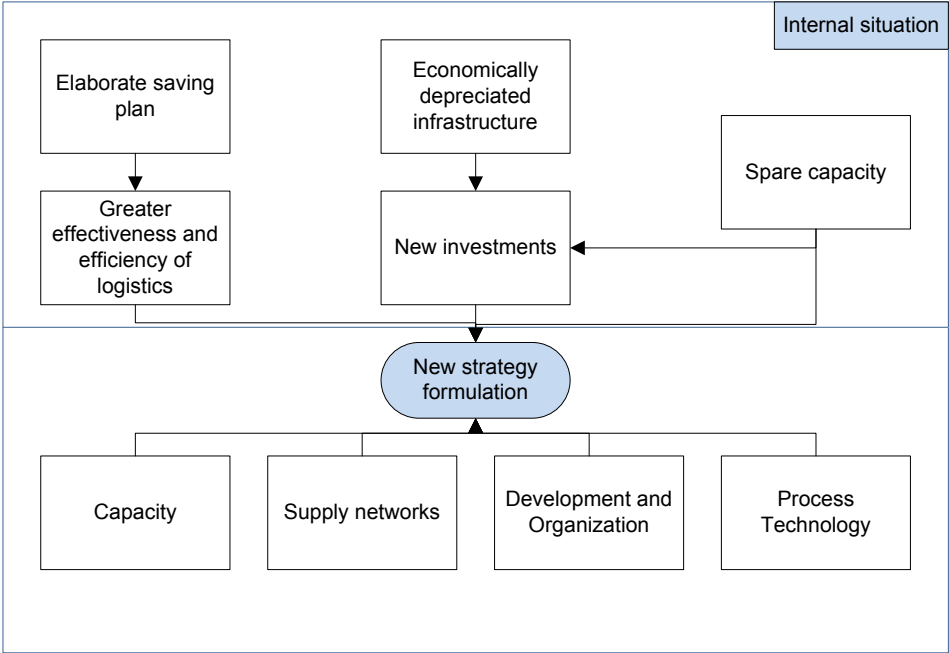 Internal situation
Elaborate saving
plan
Economically
depreciated
infrastructure
Spare capacity
Greater
effectiveness and
efficiency of
logistics
New investments
New strategy
formulation
Capacity
Supply networks
Development and
Organization
Process
Technology